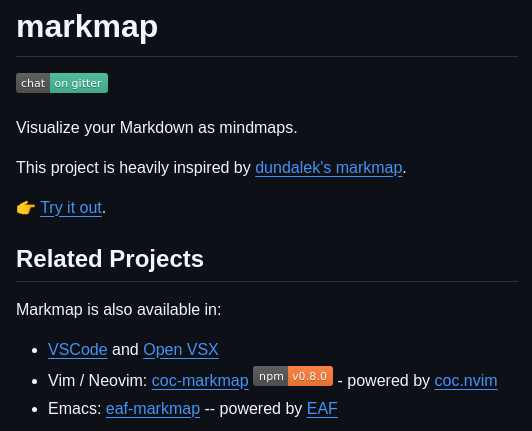 markmap
chat on gitter
Visualize your Markdown as mindmaps.
This project is heavily inspired by dundalek's markmap.
👉 Try it out.
Related Projects
Markmap is also available in:
• VSCode and Open VSX
• Vim / Neovim: coc-markmap npm v0.8.0 - powered by coc.nvim
• Emacs: eaf-markmap -- powered by EAF